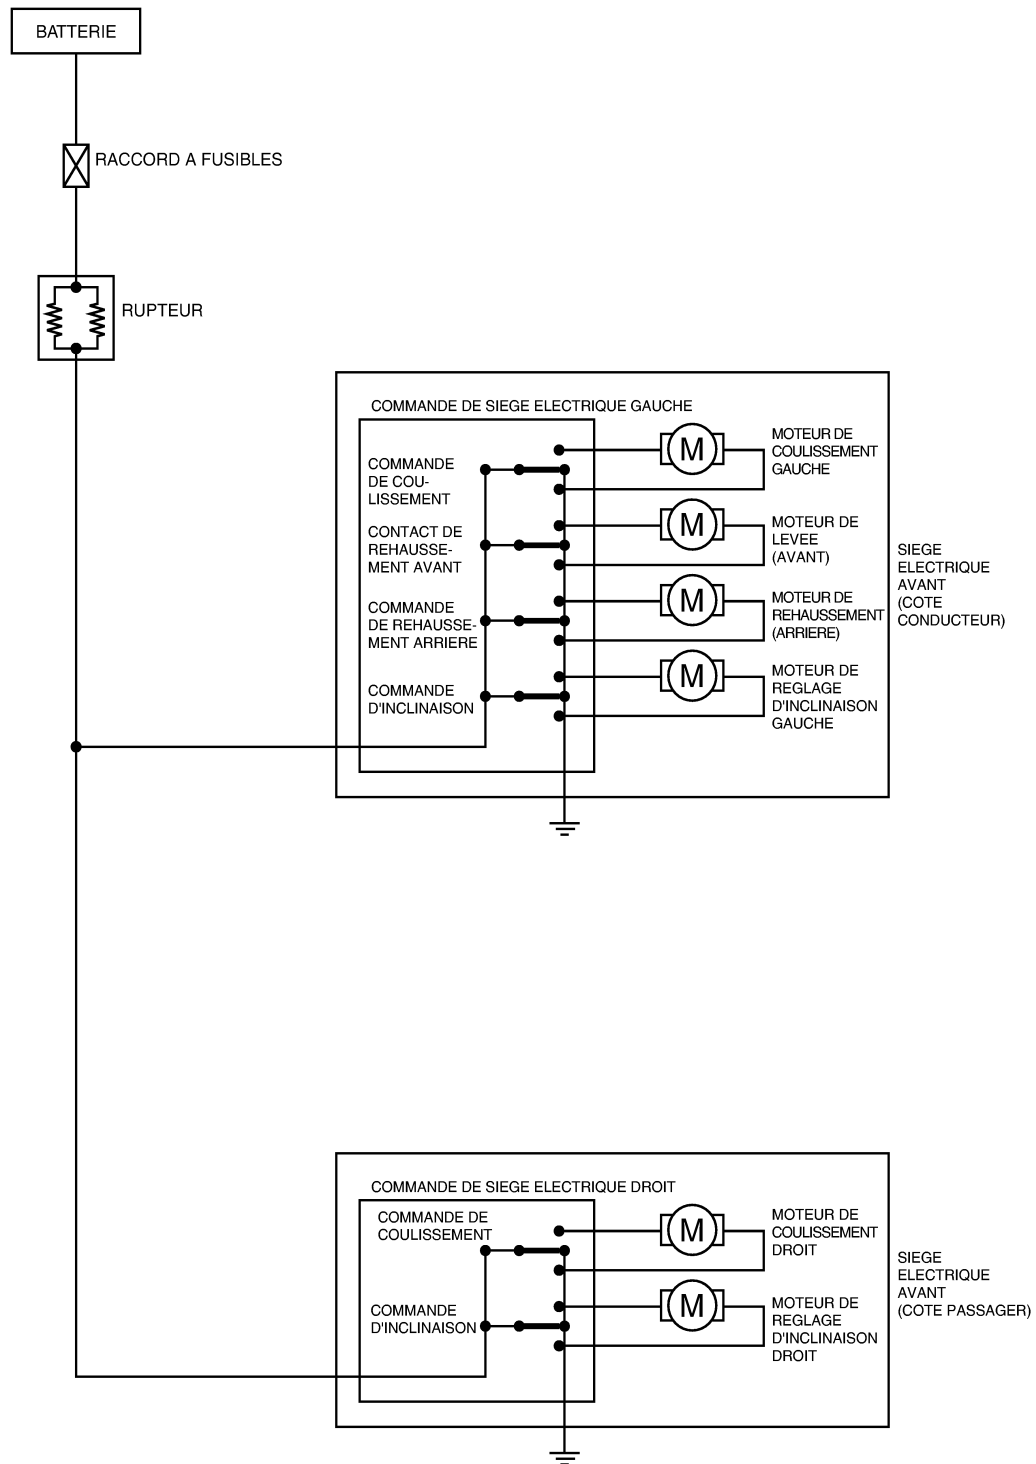 BATTERIE
RACCORD A FUSIBLES
RUPTEUR
COMMANDE DE SIEGE ELECTRIQUE GAUCHE
COMMANDE
DE COU-
LISSEMENT
CONTACT DE
REHAUSSE-
MENT AVANT
COMMANDE
DE REHAUSSE-
MENT ARRIERE
COMMANDE
D'INCLINAISON
M
MOTEUR DE
COULISSEMENT
GAUCHE
M
MOTEUR DE
LEVEE
(AVANT)
M
MOTEUR DE
REHAUSSEMENT
(ARRIERE)
M
MOTEUR DE
REGLAGE
D'INCLINAISON
GAUCHE
SIEGE
ELECTRIQUE
AVANT
(COTE
CONDUCTEUR)
COMMANDE DE SIEGE ELECTRIQUE DROIT
COMMANDE DE
COULISSEMENT
COMMANDE
D'INCLINAISON
M
MOTEUR DE
COULISSEMENT
DROIT
M
MOTEUR DE
REGLAGE
D'INCLINAISON
DROIT
SIEGE
ELECTRIQUE
AVANT
(COTE PASSAGER)